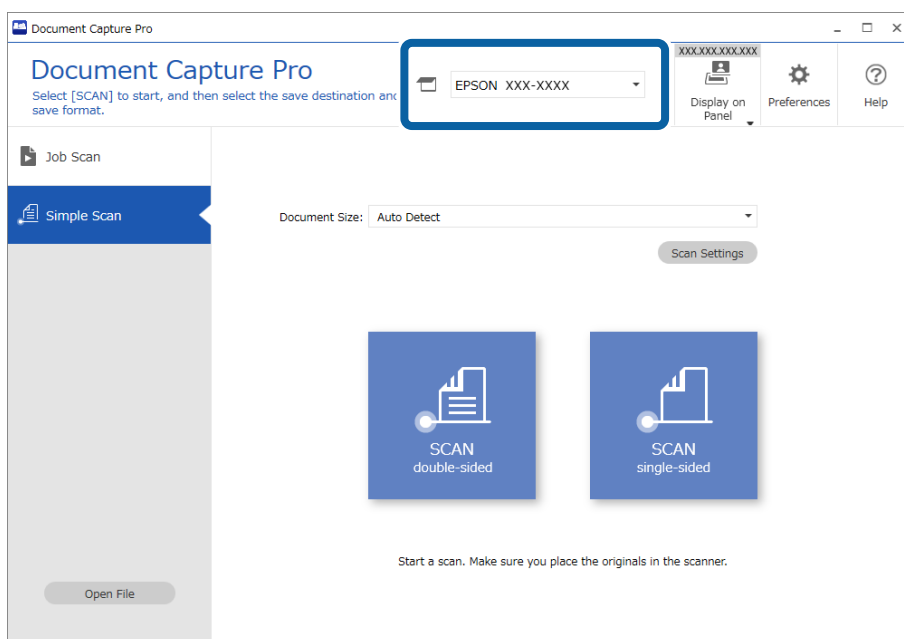 Document Capture Pro
Document Capture Pro
Select [SCAN] to start, and then select the save destination and
save format.
EPSON XXX-XXXX
XXX.XXX.XXX.XXX
Display on
Panel
Preferences
Help
Job Scan
Simple Scan
Document Size:
Auto Detect
Scan Settings
SCAN
double-sided
SCAN
single-sided
Start a scan. Make sure you place the originals in the scanner.
Open File